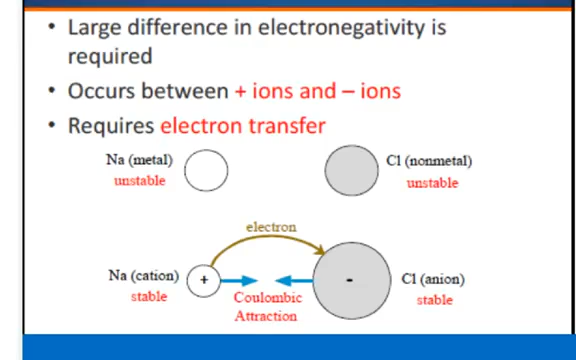 • Large difference in electronegativity is
required
• Occurs between + ions and – ions
• Requires electron transfer
Na (metal)
unstable
Cl (nonmetal)
unstable
electron
Na (cation)
stable
+
Coulombic
Attraction
-
Cl (anion)
stable